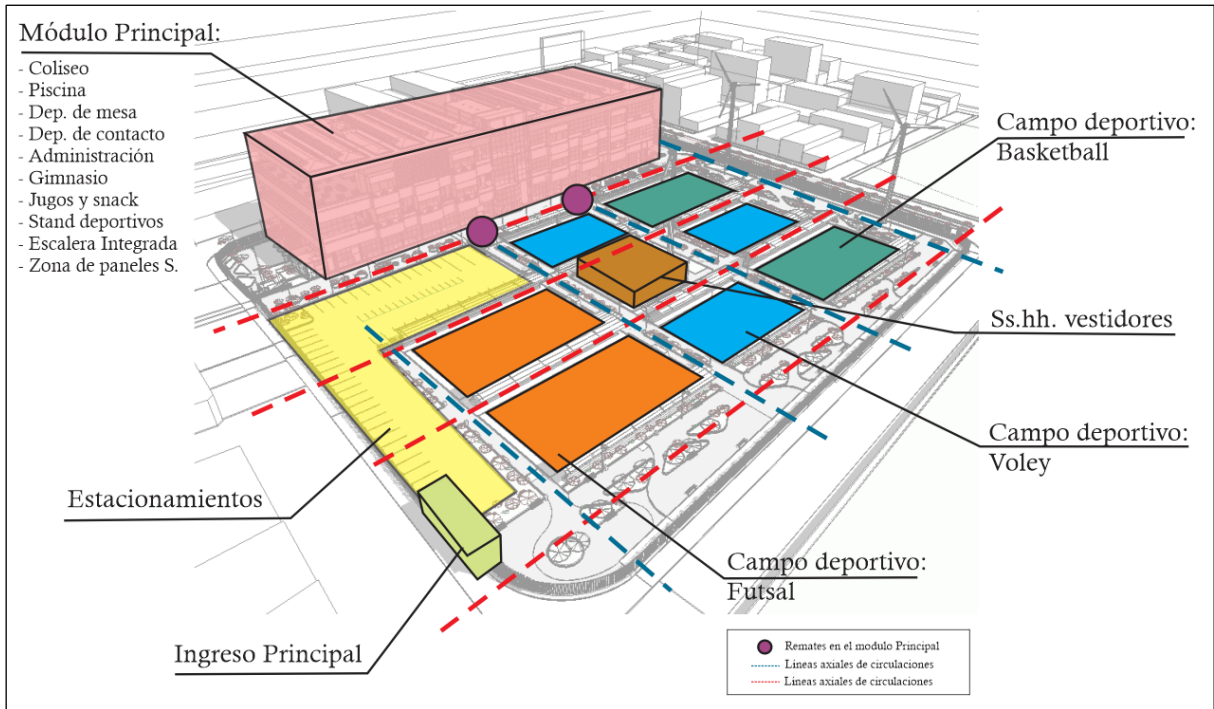 Módulo Principal:
- Coliseo
- Piscina
- Dep. de mesa
- Dep. de contacto
- Administración
- Gimnasio
- Jugos y snack
- Stand deportivos
- Escalera Integrada
- Zona de paneles S.
Campo deportivo:
Basketball
Ss.hh. vestidores
Campo deportivo:
Voley
Estacionamientos
Campo deportivo:
Futsal
Ingreso Principal
Remates en el modulo Principal
Líneas axiales de circulaciones
Líneas axiales de circulaciones